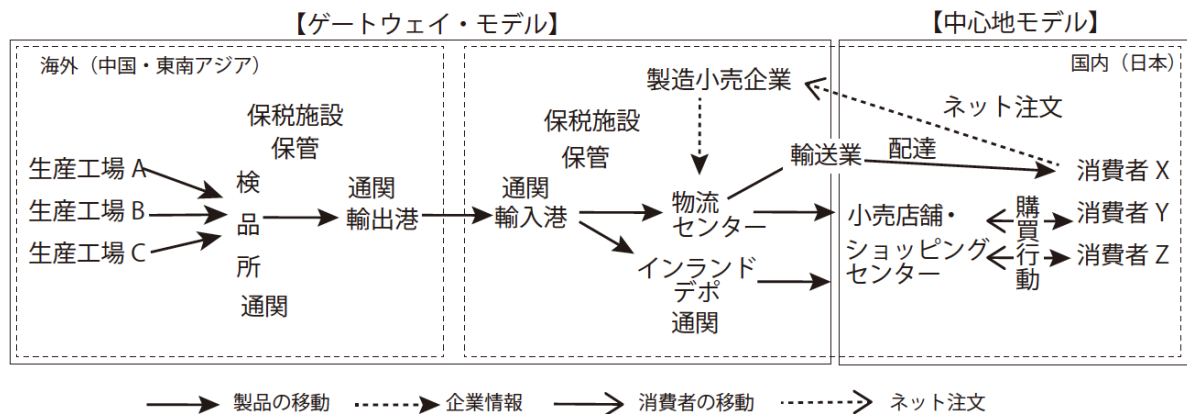 【ゲートウェイ・モデル】
【中心地モデル】
海外（中国・東南アジア）
国内（日本）
生産工場 A
生産工場 B
生産工場 C
検品所
通関
保税施設
保管
通関
輸出港
保税施設
保管
通関
輸入港
製造小売企業
物流
センター
インランド
デポ
通関
輸送業
配達
ネット注文
小売店舗・
ショッピング
センター
購買行動
消費者 X
消費者 Y
消費者 Z
製品の移動
企業情報
消費者の移動
ネット注文